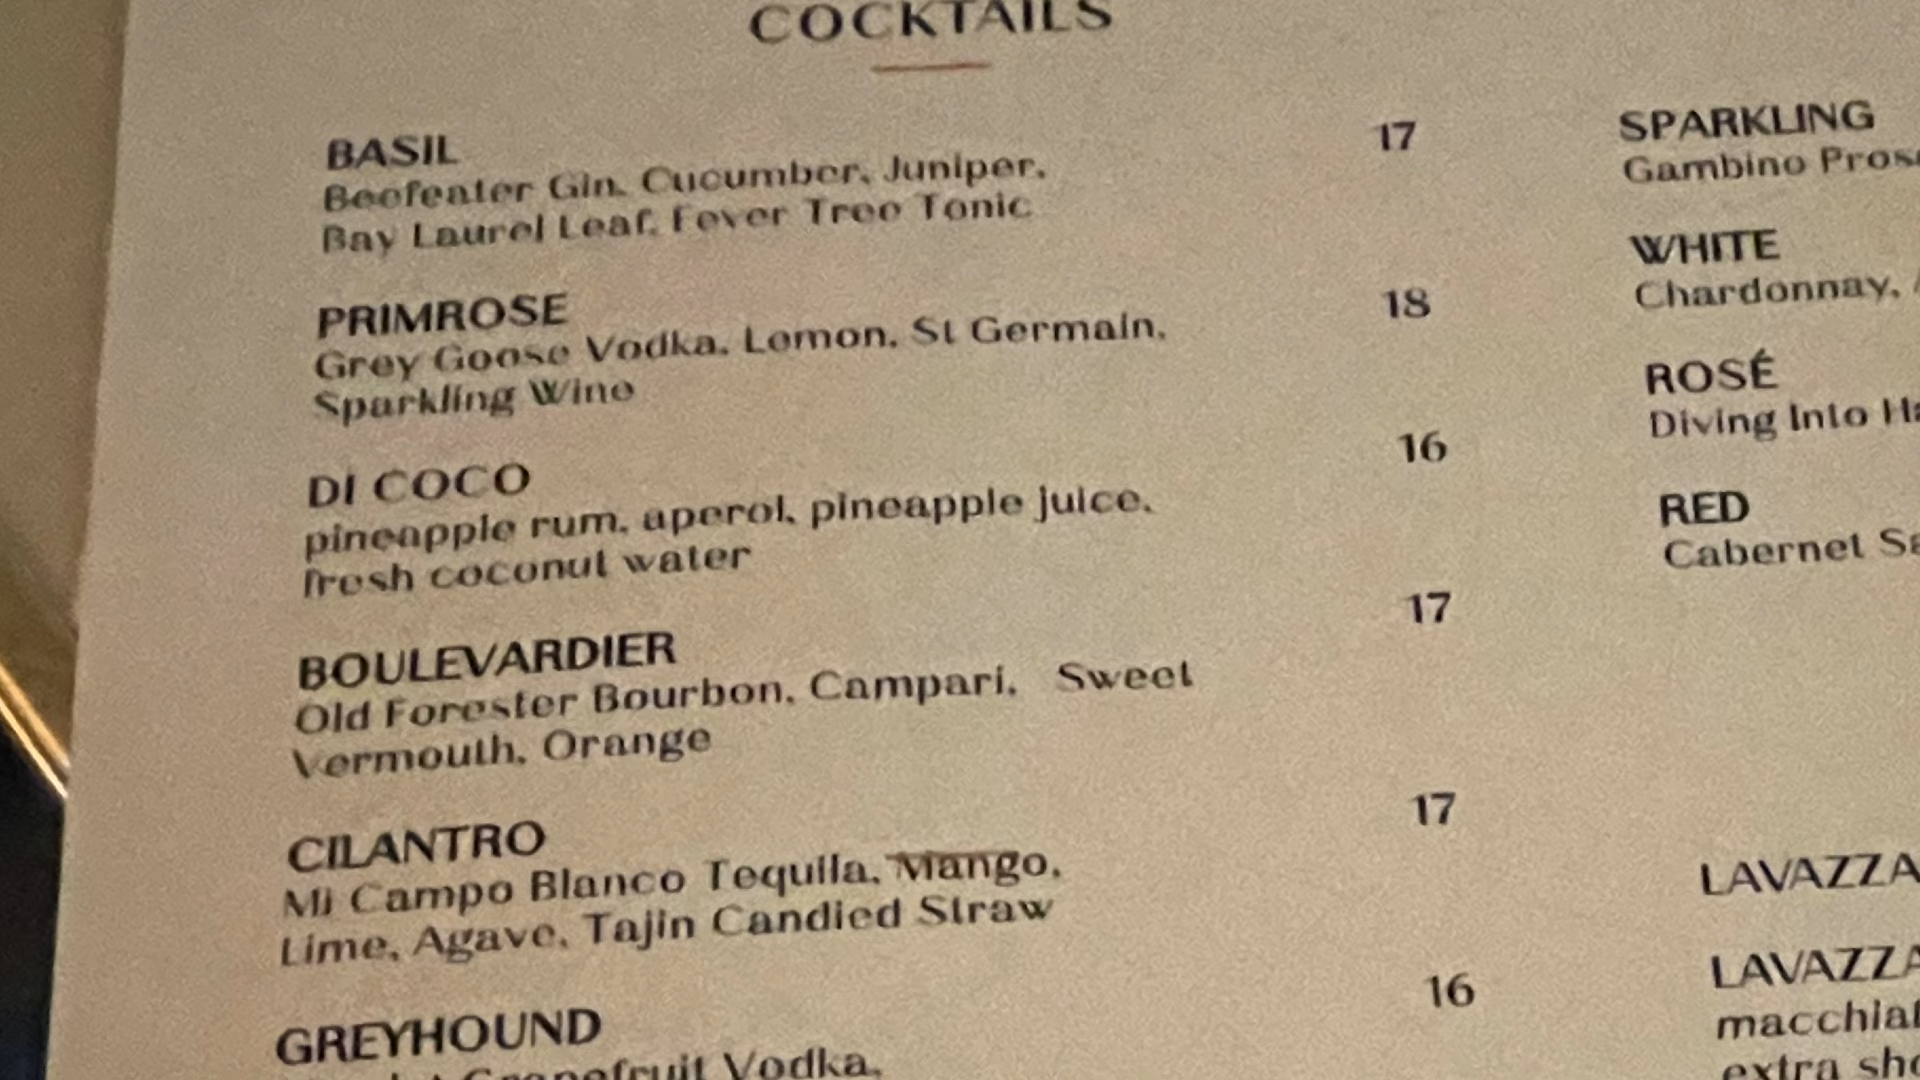 COCKTAILS
BASIL 17
Beefeater Gin, Cucumber, Juniper,
Bay Laurel Leaf, Fever Tree Tonic
PRIMROSE 18
Grey Goose Vodka, Lemon, St Germain,
Sparkling Wine
DI COCO 16
pineapple rum, aperol, pineapple juice,
fresh coconut water
BOULEVARDIER 17
Old Forester Bourbon, Campari, Sweet
Vermouth, Orange
CILANTRO 17
Mi Campo Blanco Tequila, Mango,
Lime, Agave, Tajin Candied Straw
GREYHOUND 16
Grapefruit Vodka,
SPARKLING
Gambino
WHITE
Chardonnay,
ROSÉ
Diving Into
RED
Cabernet
LAVAZZA
LAVAZZA
extra